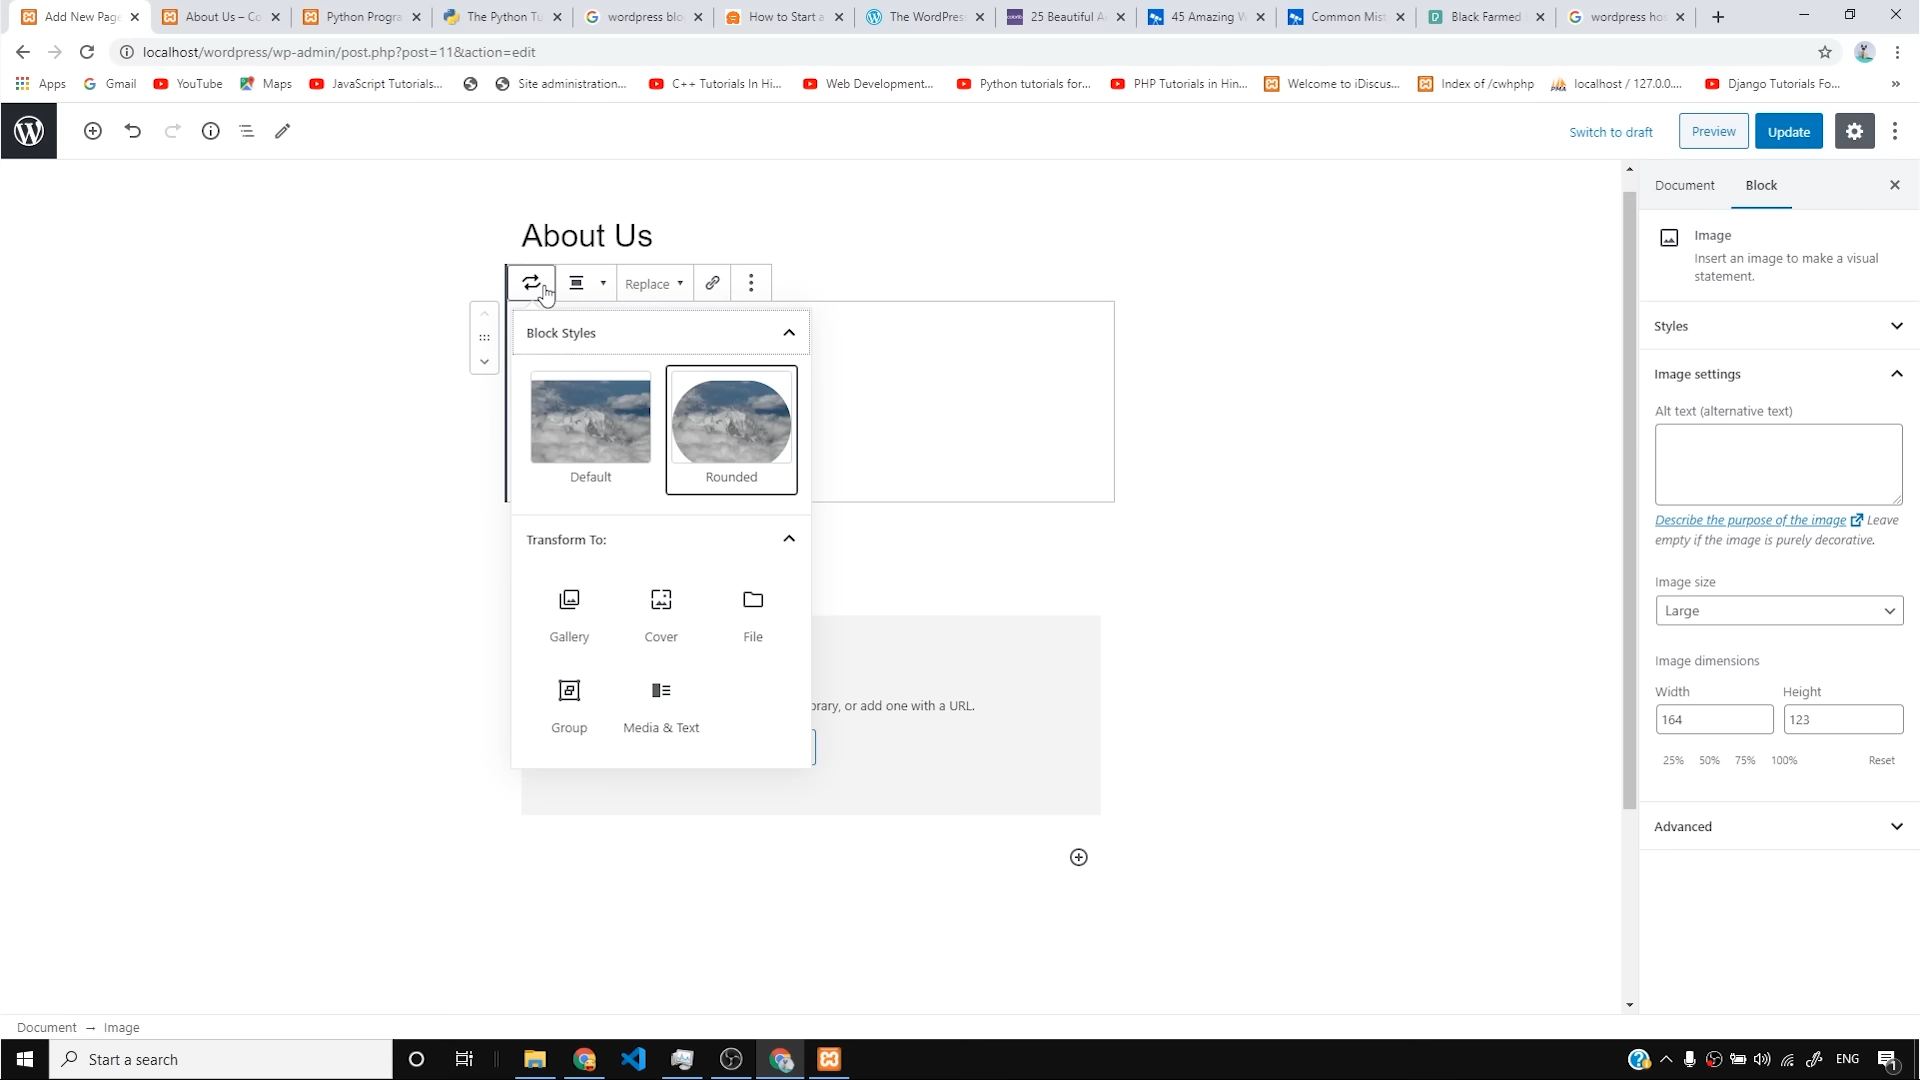 Add New Page
About Us – Co
Python Progra
The Python Tu
wordpress blo
How to Start a
The WordPres
25 Beautiful A
45 Amazing W
Common Mist
Black Farmed
wordpress hos
localhost/wordpress/wp-admin/post.php?post=11&action=edit
Apps
Gmail
YouTube
Maps
JavaScript Tutorials...
Site administration...
C++ Tutorials In Hi...
Web Development...
Python tutorials for...
PHP Tutorials in Hin...
Welcome to iDiscus...
Index of /cwhphp
localhost / 127.0.0....
Django Tutorials Fo...
Switch to draft
Preview
Update
Document
Block
Image
Insert an image to make a visual
statement.
About Us
Replace
Block Styles
Default
Rounded
Transform To:
Gallery
Cover
File
Group
Media & Text
brary, or add one with a URL.
Styles
Image settings
Alt text (alternative text)
Describe the purpose of the image Leave
empty if the image is purely decorative.
Image size
Large
Image dimensions
Width
Height
164
123
25% 50% 75% 100% Reset
Advanced
Document → Image
Start a search
ENG
1